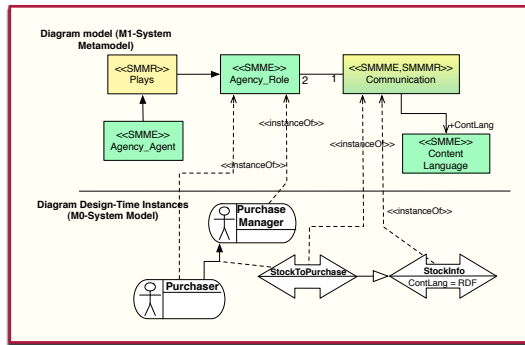 Diagram model (M1-System
Metamodel)
<<SMMR>>
Plays
<<SMME>>
Agency_Role
2
1
<<SMMME,SMMMR>>
Communication
<<SMME>>
Agency_Agent
<<instanceOf>>
+ContLang
<<SMME>>
Content
Language
<<instanceOf>>
<<instanceOf>>
Diagram Design-Time Instances
(M0-System Model)
<<instanceOf>>
Purchase
Manager
Purchaser
StockToPurchase
StockInfo
ContLang = RDF